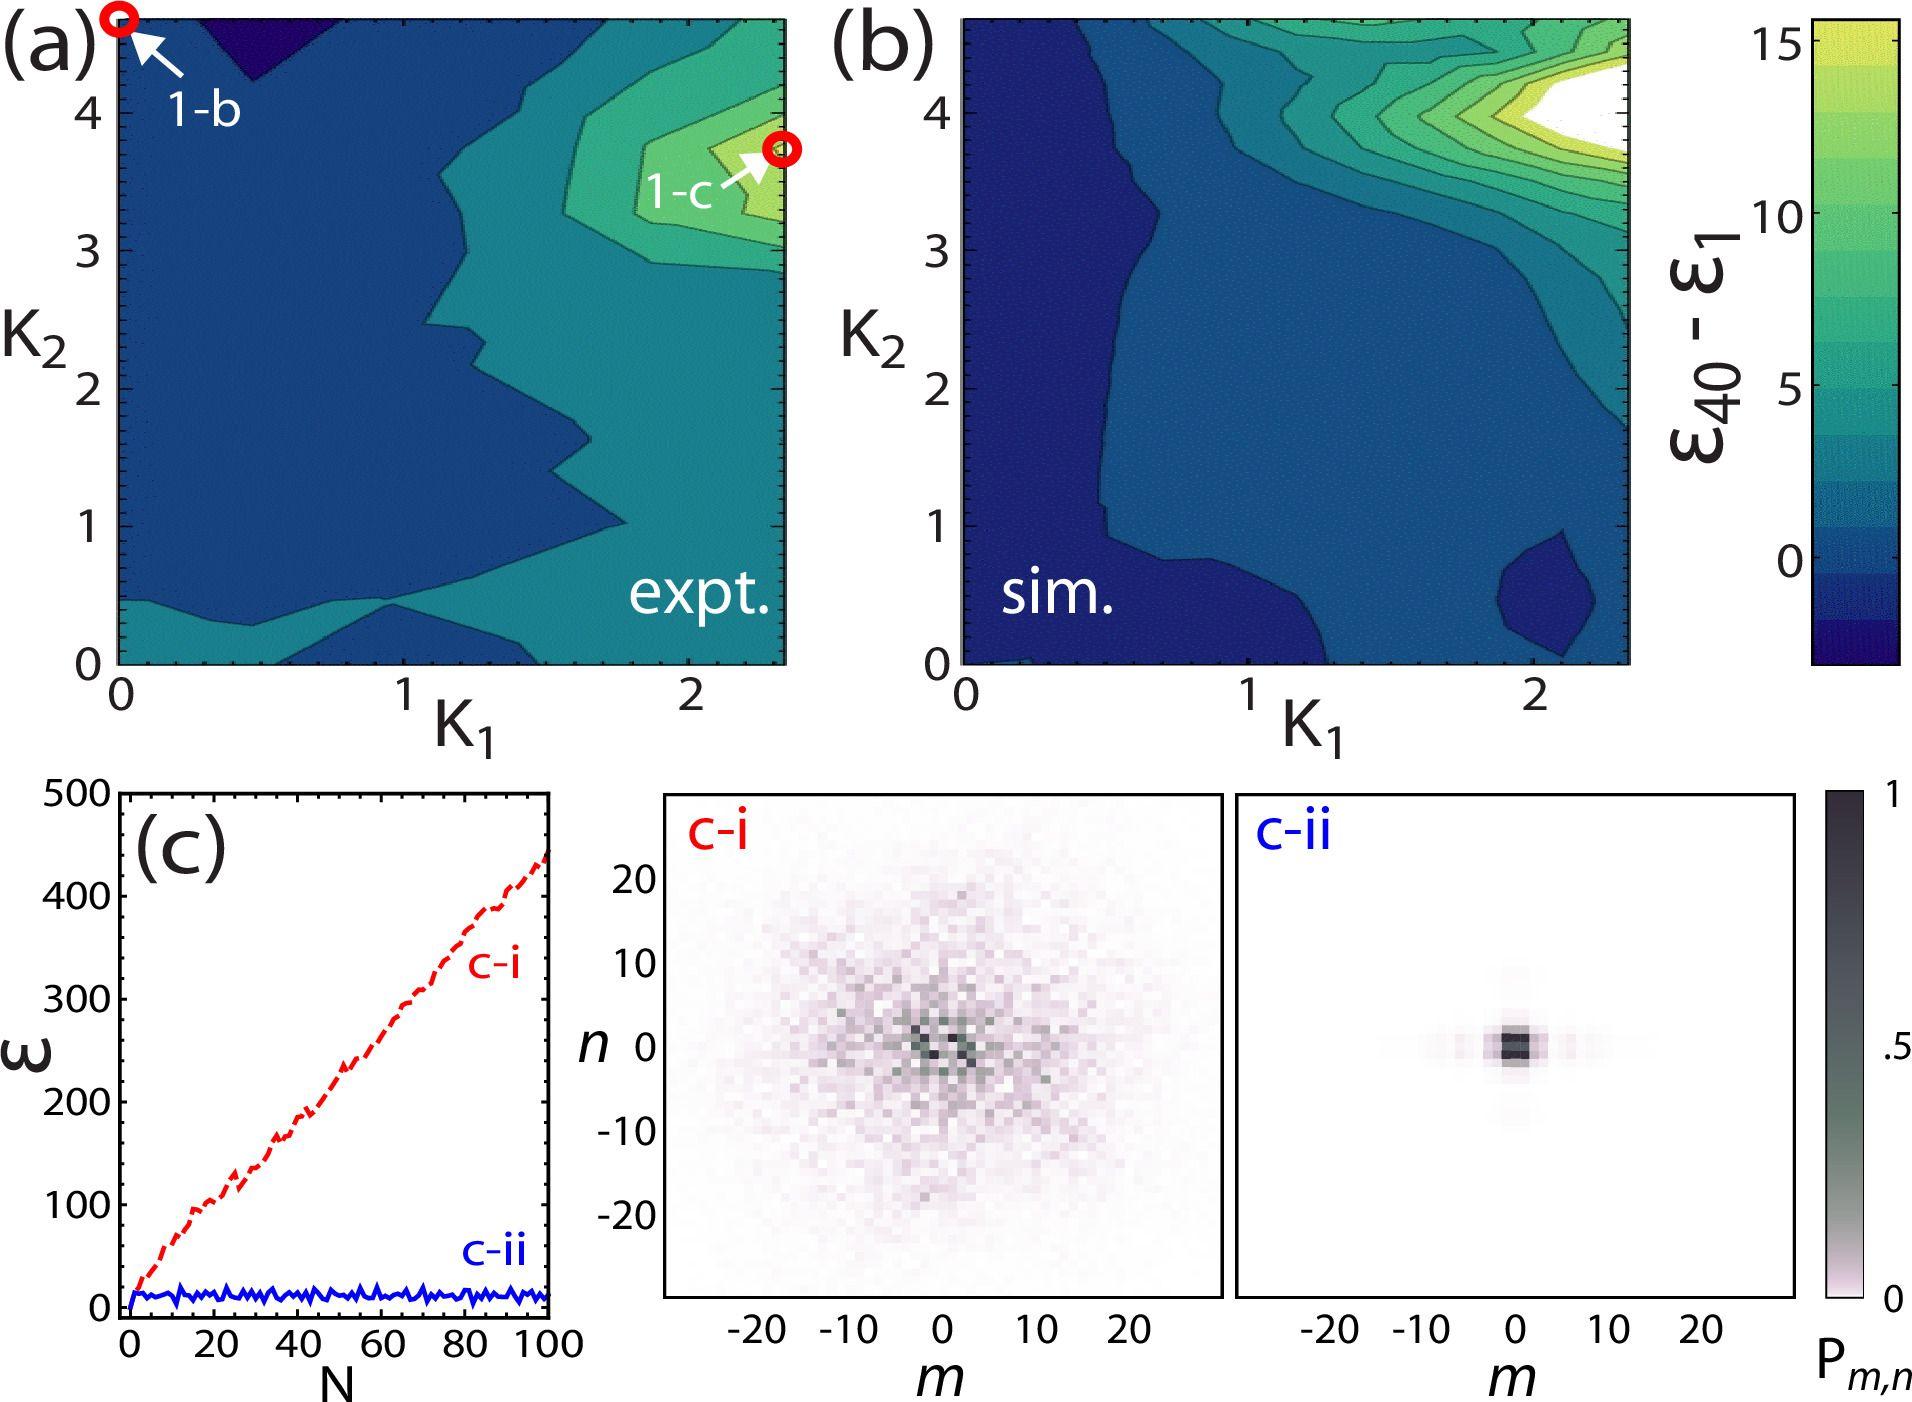 (a)
1-b
1-c
expt.
4
3
2
1
0
K2
0 1 2
K1
(b)
sim.
4
3
2
1
0
K2
0 1 2
K1
15
10
5
0
ε40 - ε1
(c)
500
400
300
200
100
0
ε
c-i
c-ii
0 20 40 60 80 100
N
c-i
20
10
0
-10
-20
n
-20 -10 0 10 20
m
c-ii
-20 -10 0 10 20
m
1
.5
0
Pm,n